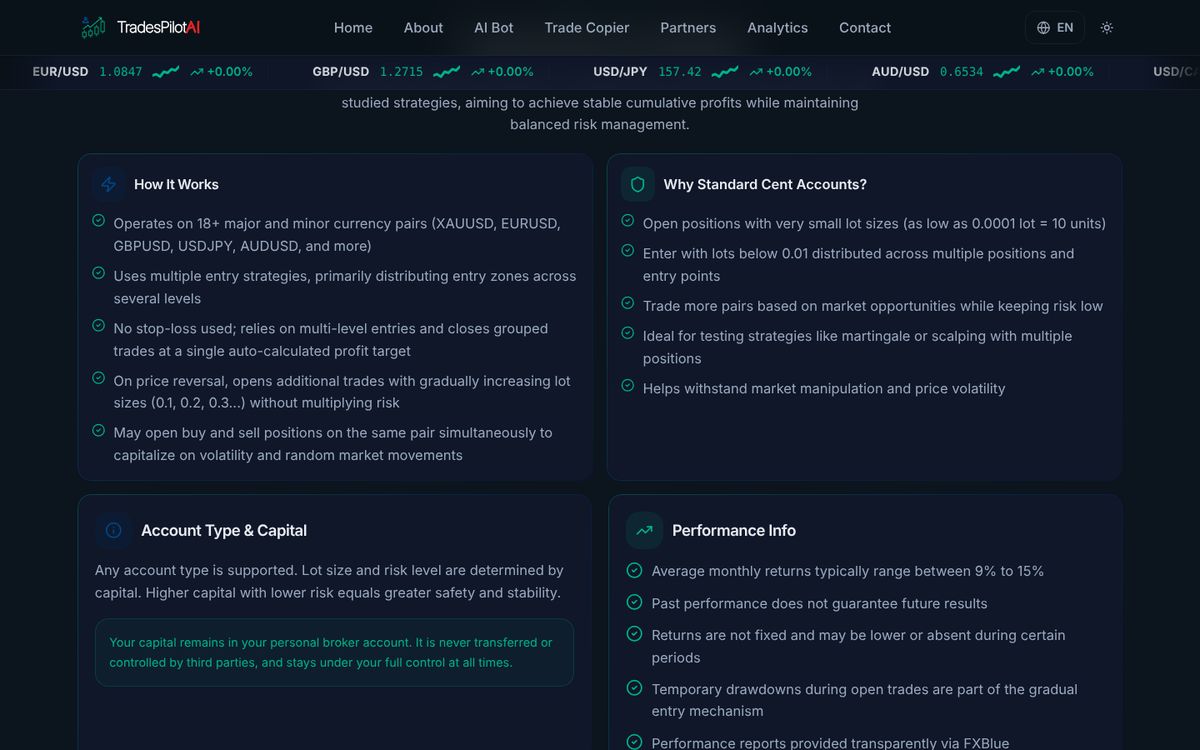 TradesPilotAI
Home About AI Bot Trade Copier Partners Analytics Contact
EN
EUR/USD 1.0847 +0.00% GBP/USD 1.2715 +0.00% USD/JPY 157.42 +0.00% AUD/USD 0.6534 +0.00% USD/CA
studied strategies, aiming to achieve stable cumulative profits while maintaining
balanced risk management.
How It Works
Operates on 18+ major and minor currency pairs (XAUUSD, EURUSD,
GBPUSD, USDJPY, AUDUSD, and more)
Uses multiple entry strategies, primarily distributing entry zones across
several levels
No stop-loss used; relies on multi-level entries and closes grouped
trades at a single auto-calculated profit target
On price reversal, opens additional trades with gradually increasing lot
sizes (0.1, 0.2, 0.3...) without multiplying risk
May open buy and sell positions on the same pair simultaneously to
capitalize on volatility and random market movements
Why Standard Cent Accounts?
Open positions with very small lot sizes (as low as 0.0001 lot = 10 units)
Enter with lots below 0.01 distributed across multiple positions and
entry points
Trade more pairs based on market opportunities while keeping risk low
Ideal for testing strategies like martingale or scalping with multiple
positions
Helps withstand market manipulation and price volatility
Account Type & Capital
Any account type is supported. Lot size and risk level are determined by
capital. Higher capital with lower risk equals greater safety and stability.
Your capital remains in your personal broker account. It is never transferred or
controlled by third parties, and stays under your full control at all times.
Performance Info
Average monthly returns typically range between 9% to 15%
Past performance does not guarantee future results
Returns are not fixed and may be lower or absent during certain
periods
Temporary drawdowns during open trades are part of the gradual
entry mechanism
Performance reports provided transparently via FXBlue